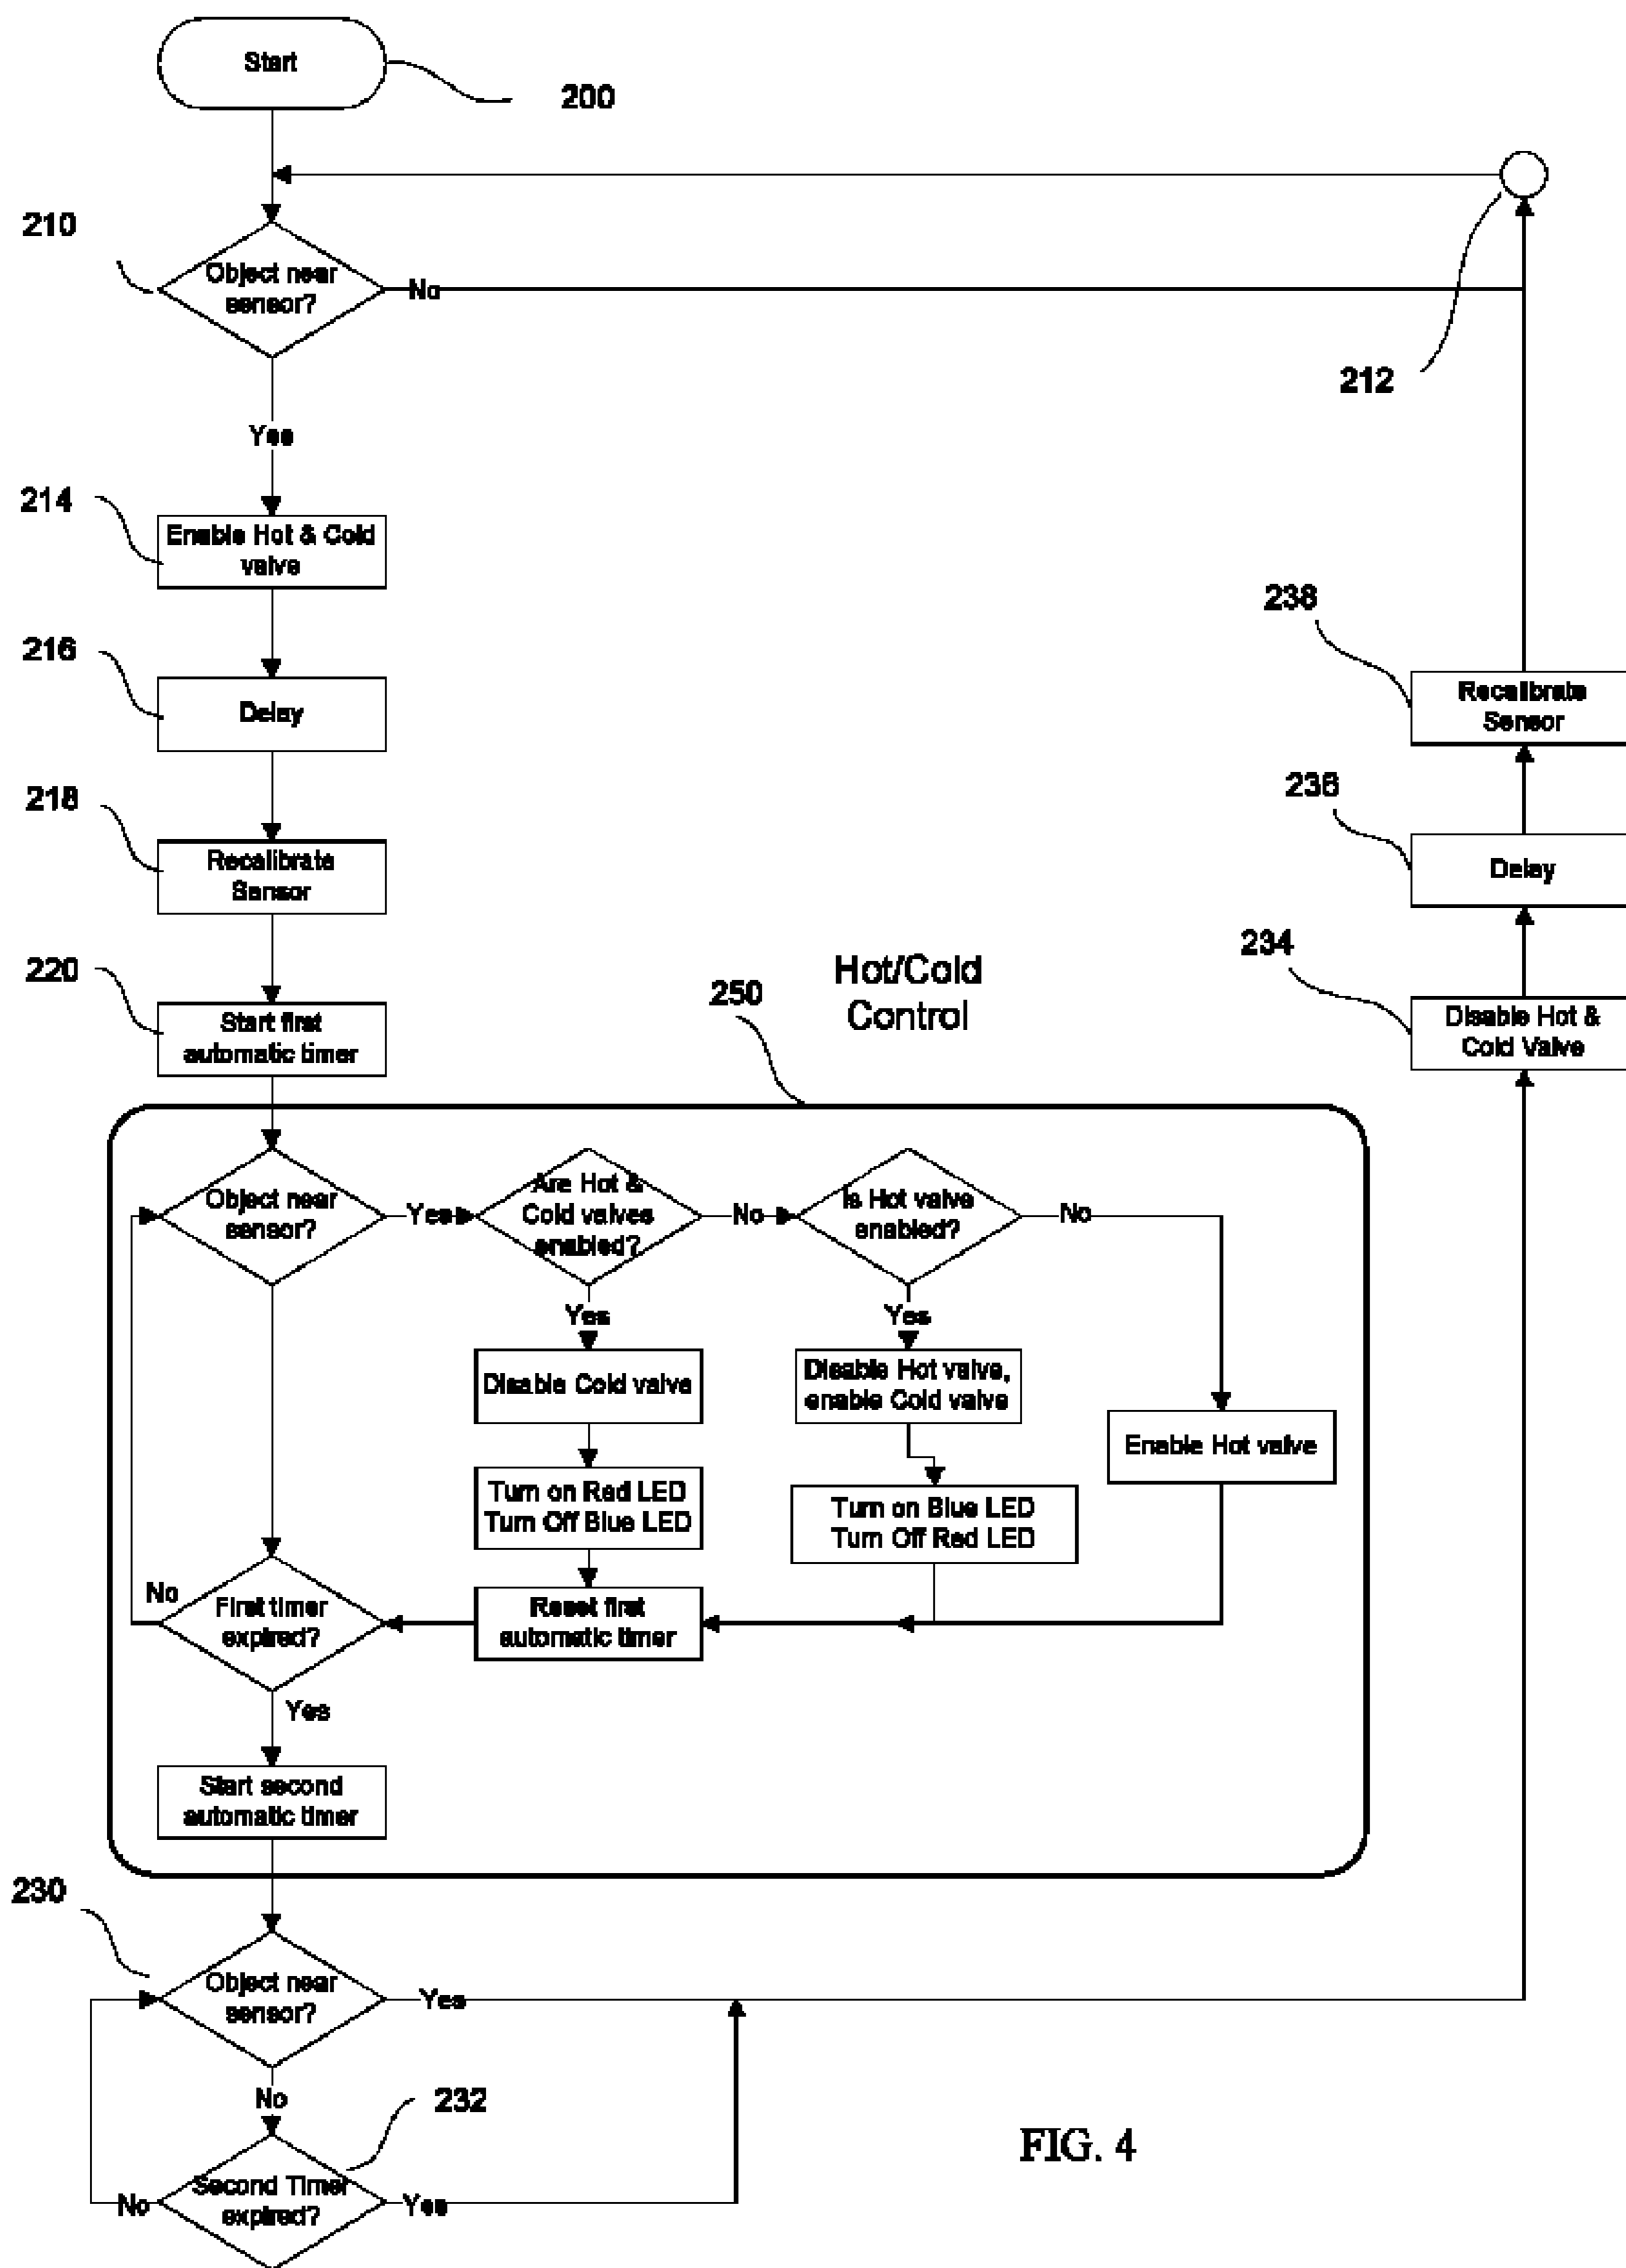 Start
200
210
Object near
sensor?
No
212
Yes
214
Enable Hot & Cold
valve
216
Delay
218
Recalibrate
Sensor
220
Start first
automatic timer
238
Recalibrate
Sensor
236
Delay
234
Disable Hot &
Cold Valve
Hot/Cold
Control
250
Object near
sensor?
Yes
Are Hot &
Cold valves
enabled?
No
Is Hot valve
enabled?
No
Yes
Yes
Disable Cold valve
Disable Hot valve,
enable Cold valve
Enable Hot valve
Turn on Red LED
Turn Off Blue LED
Turn on Blue LED
Turn Off Red LED
No
First timer
expired?
Reset first
automatic timer
Yes
Start second
automatic timer
230
Object near
sensor?
Yes
No
232
Second Timer
expired?
No
Yes
FIG. 4